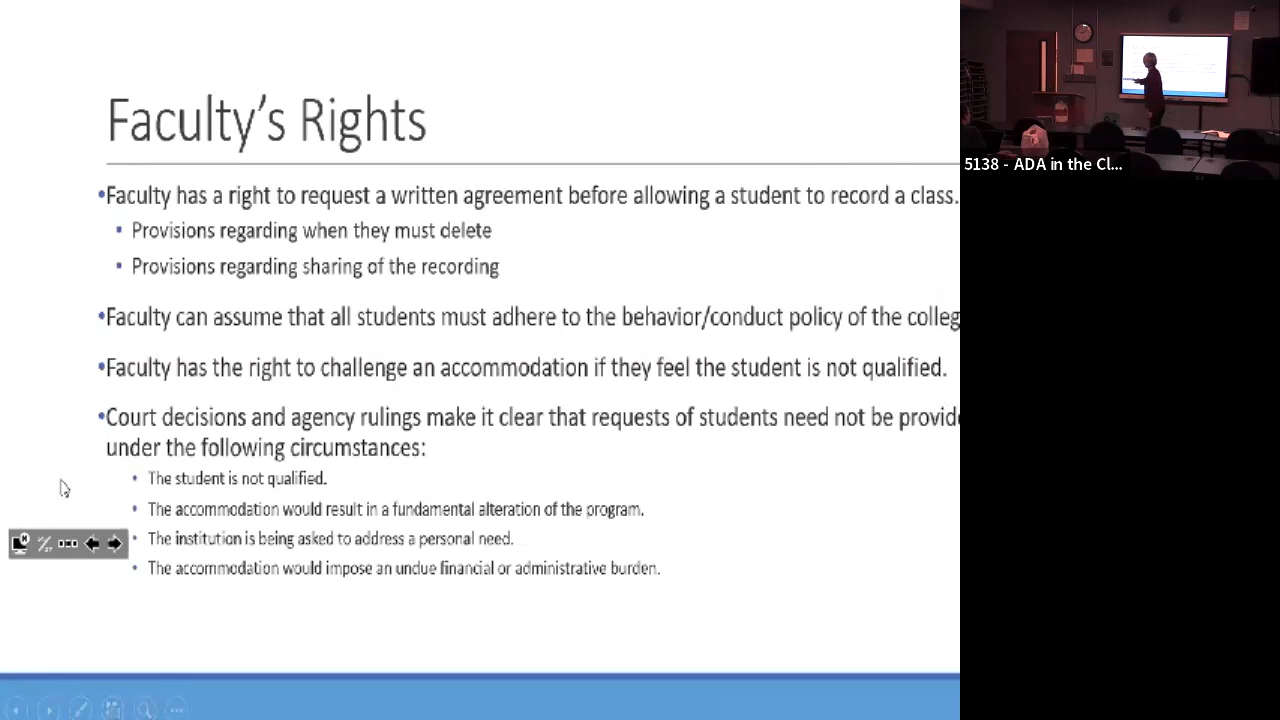 Faculty's Rights
•Faculty has a right to request a written agreement before allowing a student to record a class.
▪ Provisions regarding when they must delete
▪ Provisions regarding sharing of the recording
•Faculty can assume that all students must adhere to the behavior/conduct policy of the colleg
•Faculty has the right to challenge an accommodation if they feel the student is not qualified.
•Court decisions and agency rulings make it clear that requests of students need not be provide
under the following circumstances:
• The student is not qualified.
• The accommodation would result in a fundamental alteration of the program.
• The institution is being asked to address a personal need.
• The accommodation would impose an undue financial or administrative burden.
5138 - ADA in the Cl...